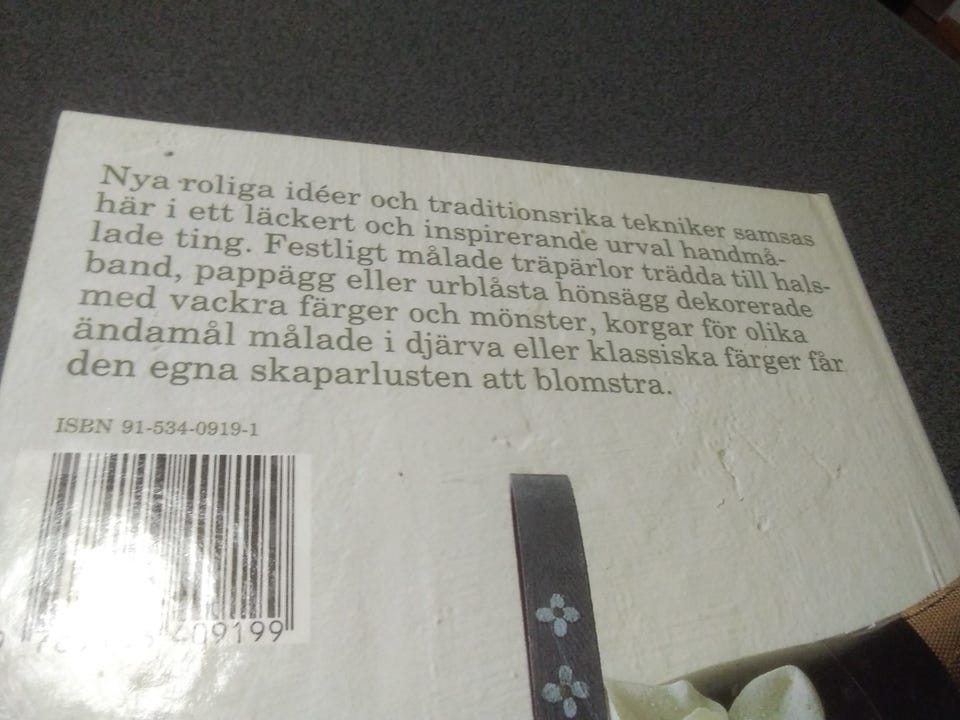 Nya roliga idéer och traditionsrika tekniker samsas
här i ett läckert och inspirerande urval handmå-
lade ting. Festligt målade träpärlor trädda till hals-
band, pappägg eller urblåsta hönsägg dekorerade
med vackra färger och mönster, korgar för olika
ändamål målade i djärva eller klassiska färger får
den egna skaparlusten att blomstra.
ISBN 91-534-0919-1
409199